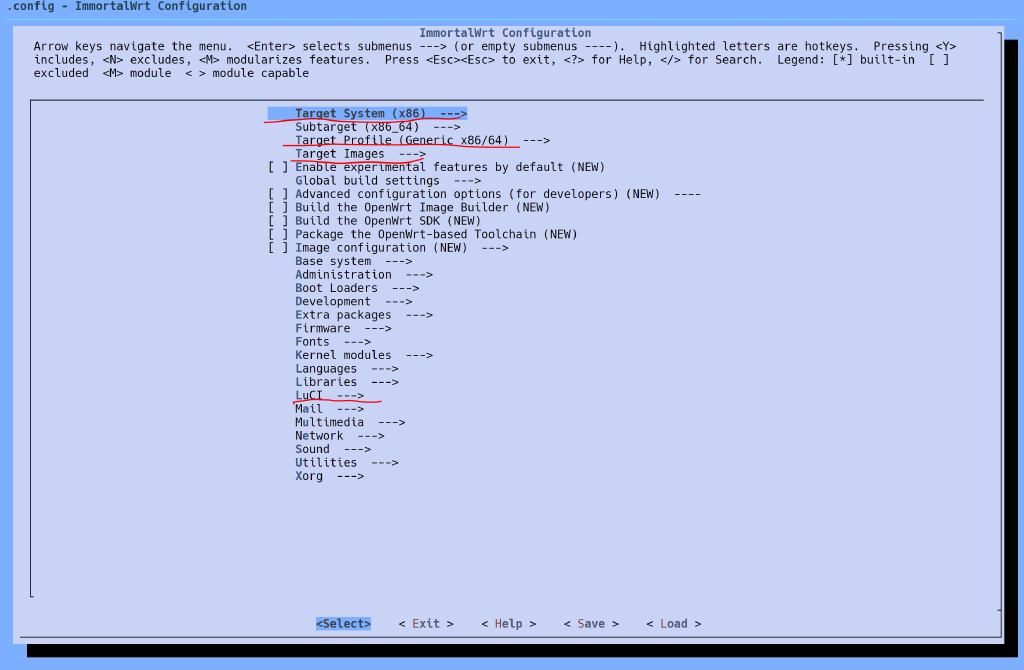 .config - ImmortalWrt Configuration
ImmortalWrt Configuration
Arrow keys navigate the menu.  <Enter> selects submenus ---> (or empty submenus ----).  Highlighted letters are hotkeys.  Pressing <Y>
includes, <N> excludes, <M> modularizes features.  Press <Esc><Esc> to exit, <?> for Help, </> for Search.  Legend: [*] built-in  [ ]
excluded  <M> module  < > module capable
Target System (x86)  --->
Subtarget (x86_64)  --->
Target Profile (Generic x86/64)  --->
Target Images  --->
[ ] Enable experimental features by default (NEW)
Global build settings  --->
[ ] Advanced configuration options (for developers) (NEW)  ----
[ ] Build the OpenWrt Image Builder (NEW)
[ ] Build the OpenWrt SDK (NEW)
[ ] Package the OpenWrt-based Toolchain (NEW)
[ ] Image configuration (NEW)  --->
Base system  --->
Administration  --->
Boot Loaders  --->
Development  --->
Extra packages  --->
Firmware  --->
Fonts  --->
Kernel modules  --->
Languages  --->
Libraries  --->
LuCI  --->
Mail  --->
Multimedia  --->
Network  --->
Sound  --->
Utilities  --->
Xorg  --->
<Select>    < Exit >    < Help >    < Save >    < Load >